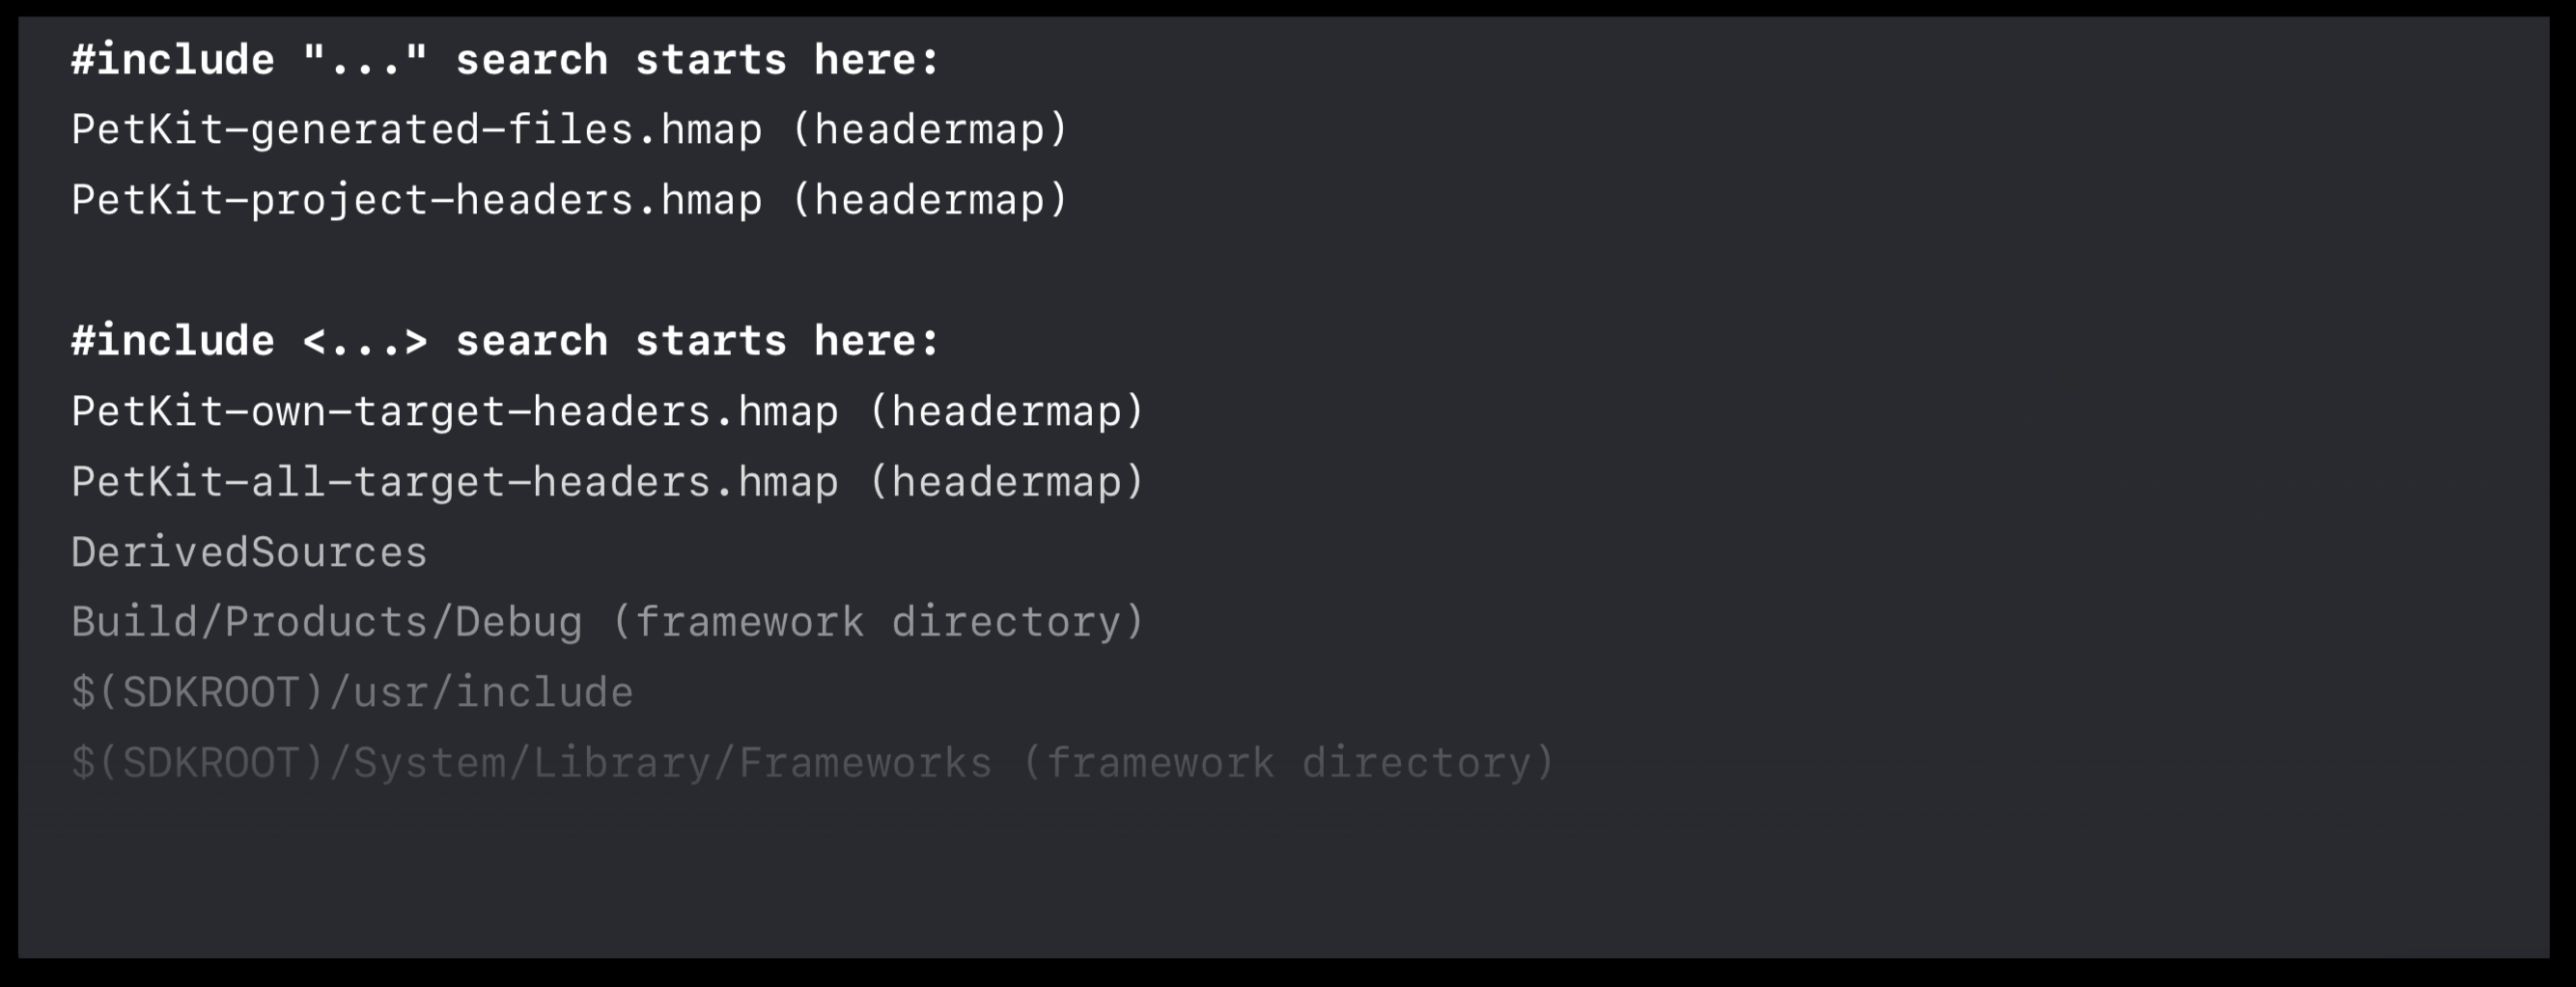 #include "..." search starts here:
PetKit-generated-files.hmap (headermap)
PetKit-project-headers.hmap (headermap)
#include <...> search starts here:
PetKit-own-target-headers.hmap (headermap)
PetKit-all-target-headers.hmap (headermap)
DerivedSources
Build/Products/Debug (framework directory)
$(SDKROOT)/usr/include
$(SDKROOT)/System/Library/Frameworks (framework directory)